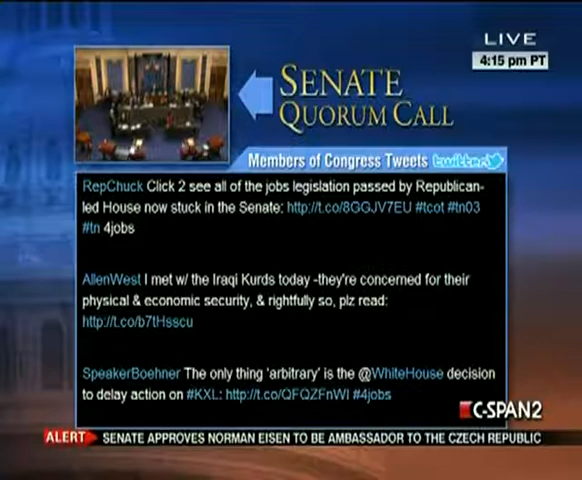 LIVE
4:15 pm PT
SENATE
QUORUM CALL
Members of Congress Tweets twitter
RepChuck Click 2 see all of the jobs legislation passed by Republican-
led House now stuck in the Senate: http://t.co/8GGJV7EU #tcot #tn03
#tn 4jobs
AllenWest I met w/ the Iraqi Kurds today -they're concerned for their
physical & economic security, & rightfully so, plz read:
http://t.co/b7tHsscu
SpeakerBoehner The only thing 'arbitrary' is the @WhiteHouse decision
to delay action on #KXL: http://t.co/QFQZFnWI #4jobs
C-SPAN2
ALERT SENATE APPROVES NORMAN EISEN TO BE AMBASSADOR TO THE CZECH REPUBLIC